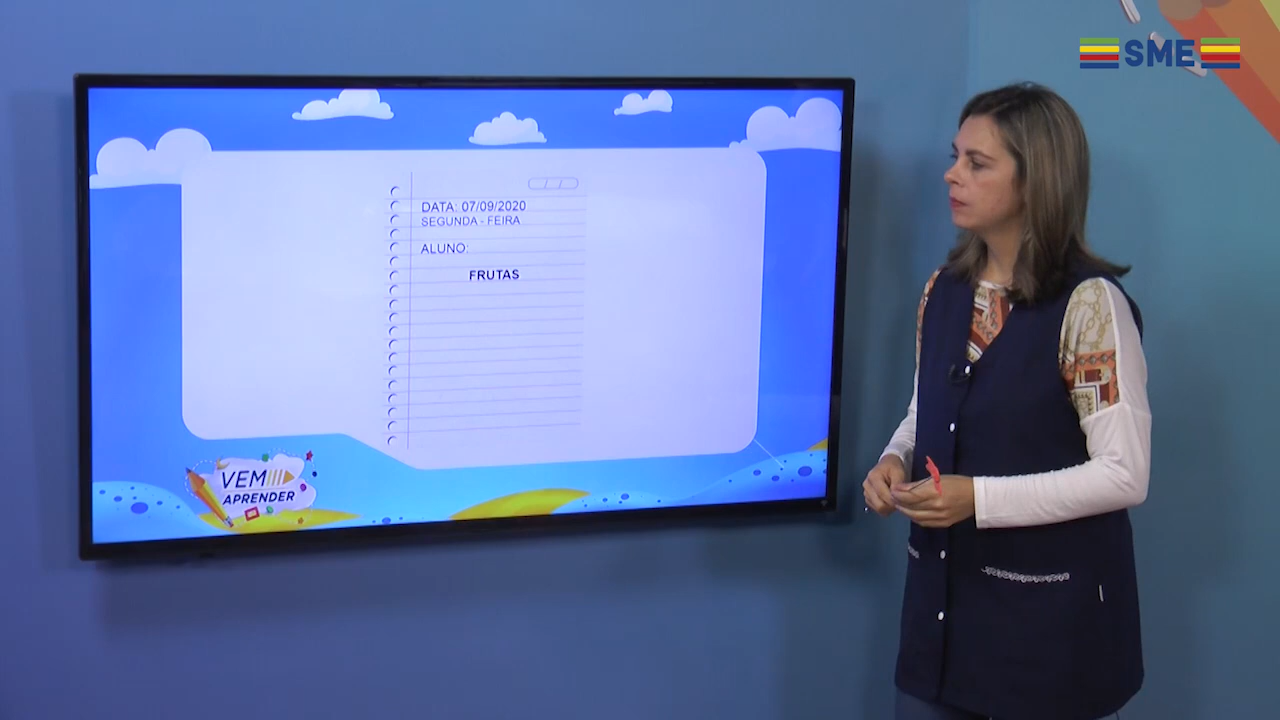 SME
DATA: 07/09/2020
SEGUNDA - FEIRA
ALUNO:
FRUTAS
VEM
APRENDER